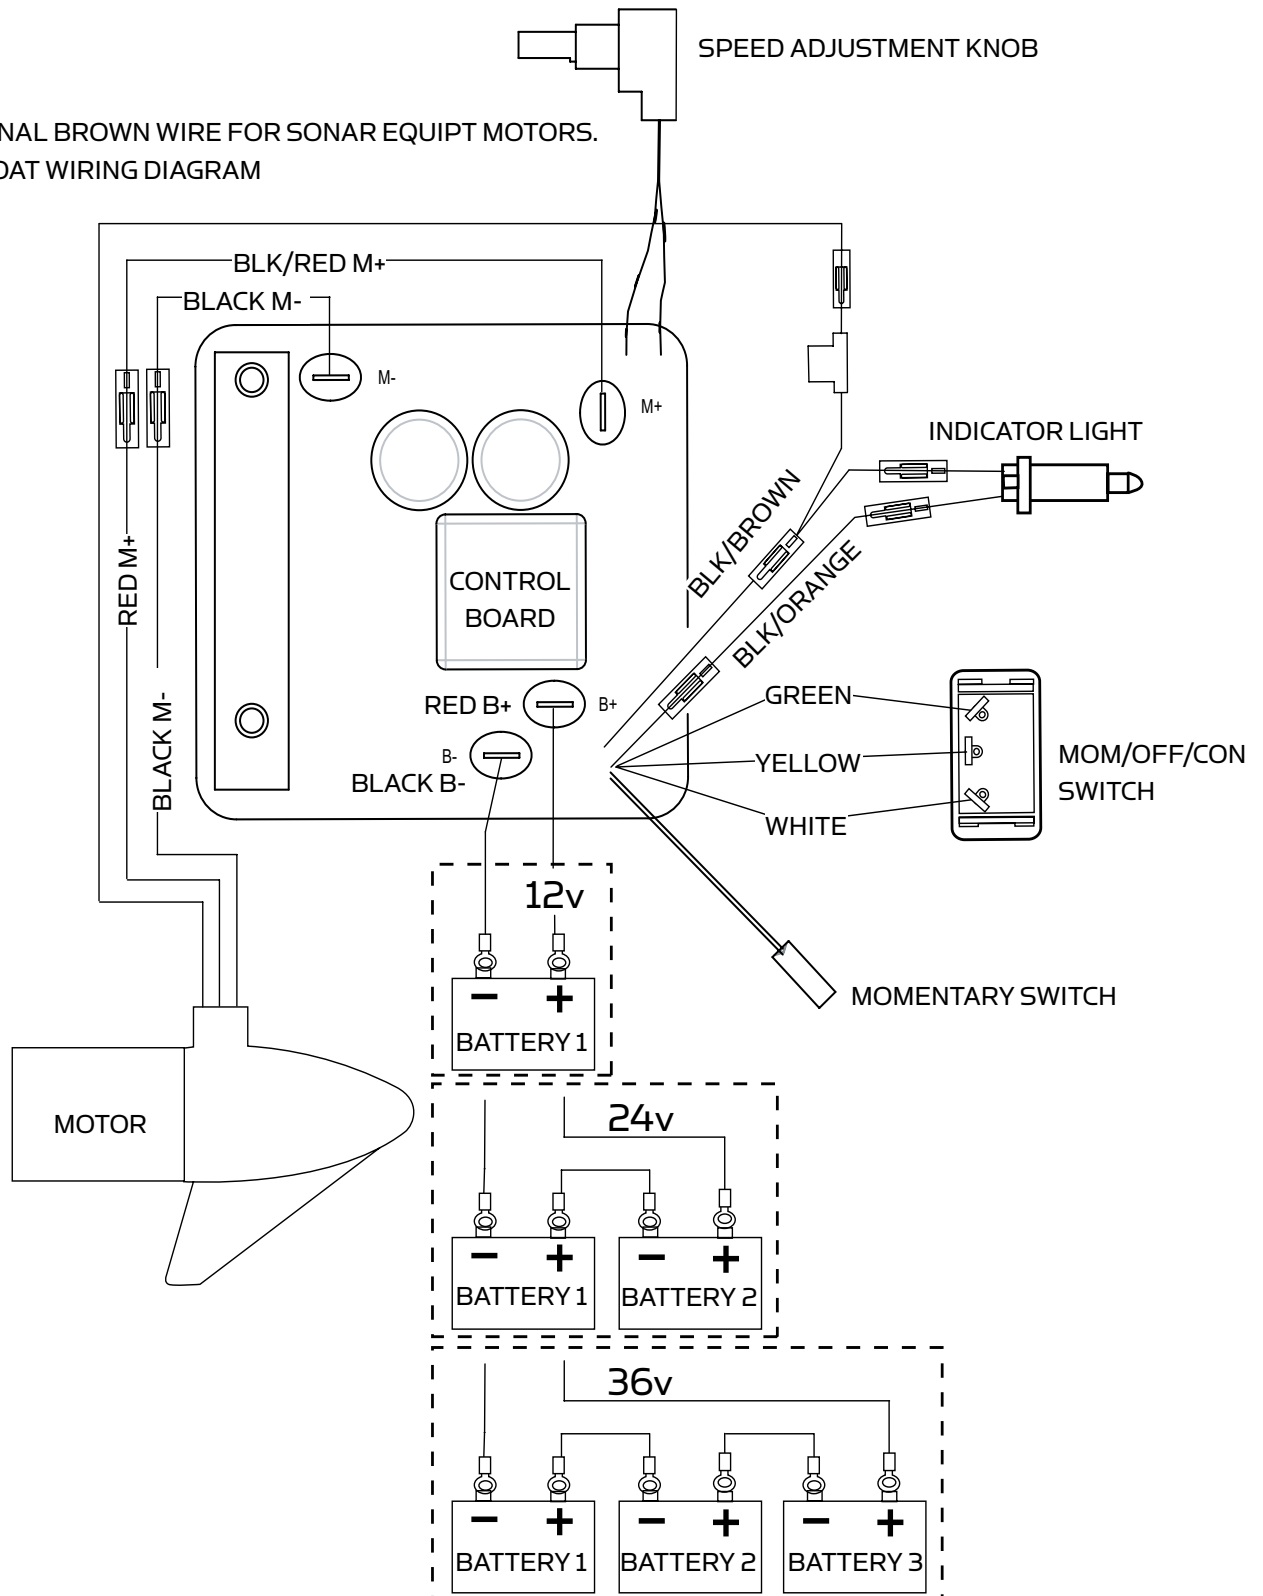 SPEED ADJUSTMENT KNOB
NAL BROWN WIRE FOR SONAR EQUIPT MOTORS.
OAT WIRING DIAGRAM
BLK/RED M+
BLACK M-
M-
M+
INDICATOR LIGHT
BLK/BROWN
BLK/ORANGE
RED M+
BLACK M-
CONTROL
BOARD
RED B+
B+
B-
BLACK B-
GREEN
YELLOW
WHITE
MOM/OFF/CON
SWITCH
12v
− +
BATTERY 1
MOMENTARY SWITCH
MOTOR
24v
− + − +
BATTERY 1 BATTERY 2
36v
− + − + − +
BATTERY 1 BATTERY 2 BATTERY 3